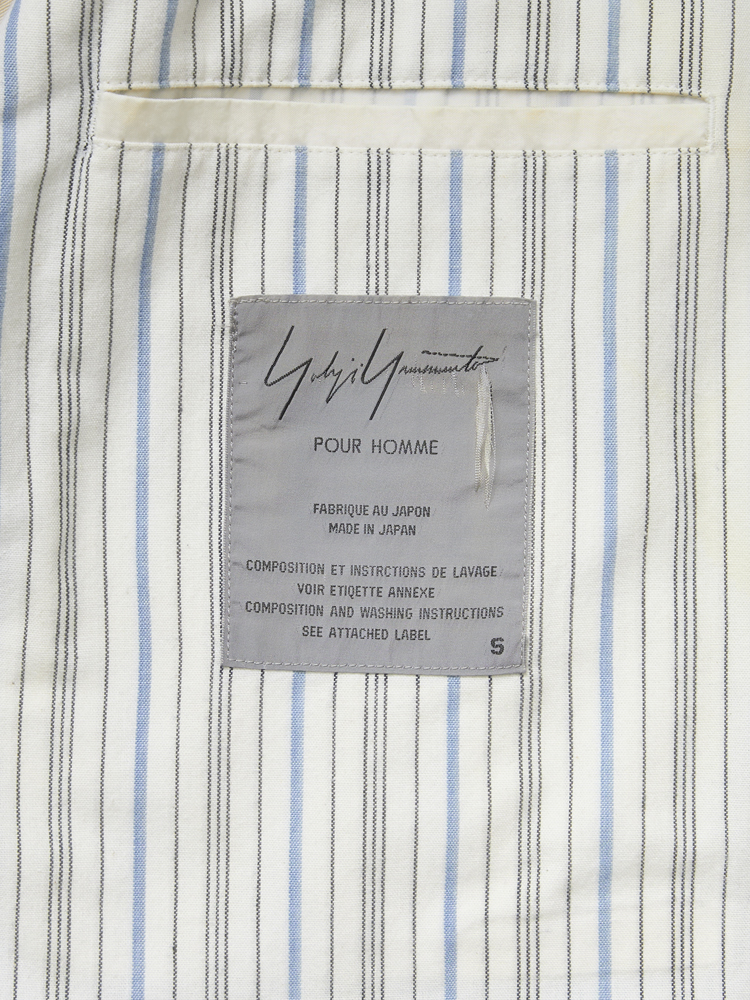 Yohji Yamamoto
POUR HOMME
FABRIQUE AU JAPON
MADE IN JAPAN
COMPOSITION ET INSTRCTIONS DE LAVAGE
VOIR ETIQETTE ANNEXE
COMPOSITION AND WASHING INSTRUCTIONS
SEE ATTACHED LABEL
S